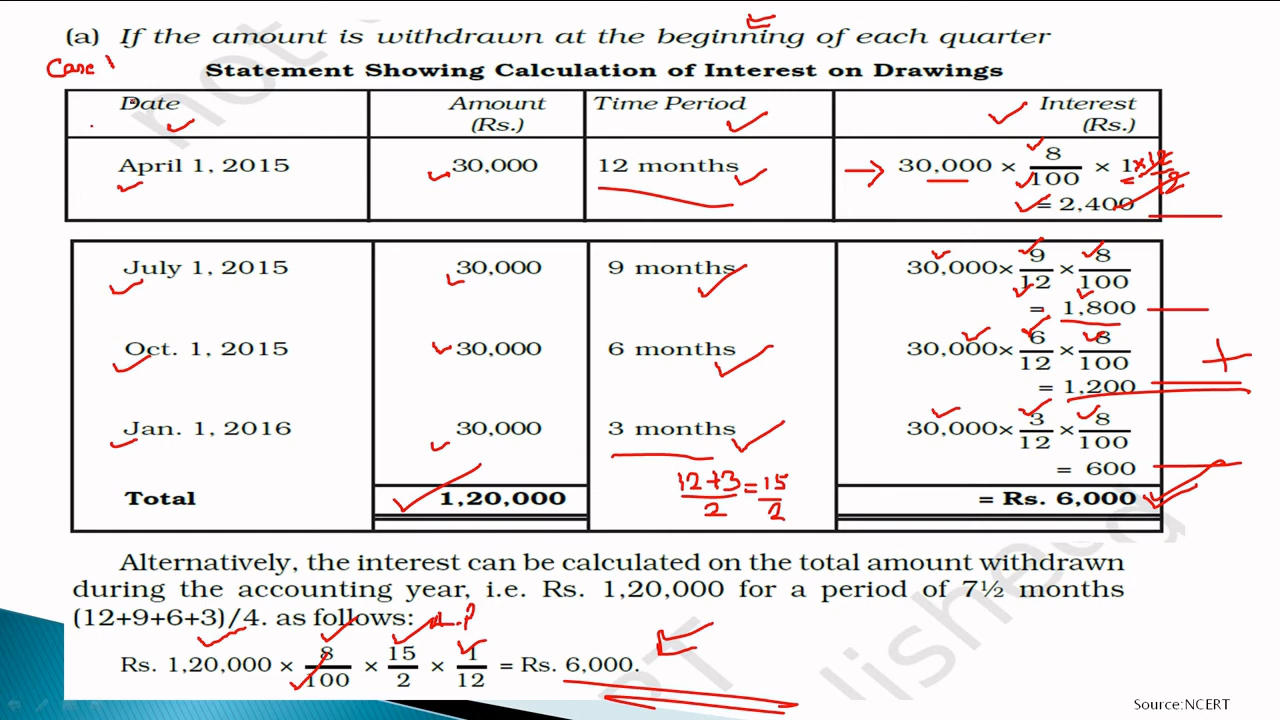 (a) If the amount is withdrawn at the beginning of each quarter
Case 1
Statement Showing Calculation of Interest on Drawings
Date Amount (Rs.) Time Period Interest (Rs.)
April 1, 2015 30,000 12 months 30,000 × 8/100 × 1 × 12/12
= 2,400
July 1, 2015 30,000 9 months 30,000× 9/12 × 8/100
= 1,800
Oct. 1, 2015 30,000 6 months 30,000× 6/12 × 8/100
+
= 1,200
Jan. 1, 2016 30,000 3 months 30,000× 3/12 × 8/100
= 600
12+3/2 = 15/2
Total 1,20,000 = Rs. 6,000
Alternatively, the interest can be calculated on the total amount withdrawn
during the accounting year, i.e. Rs. 1,20,000 for a period of 7½ months
(12+9+6+3)/4. as follows:
Rs. 1,20,000 × 8/100 × 15/2 × 1/12 = Rs. 6,000.
not
lished
Source:NCERT